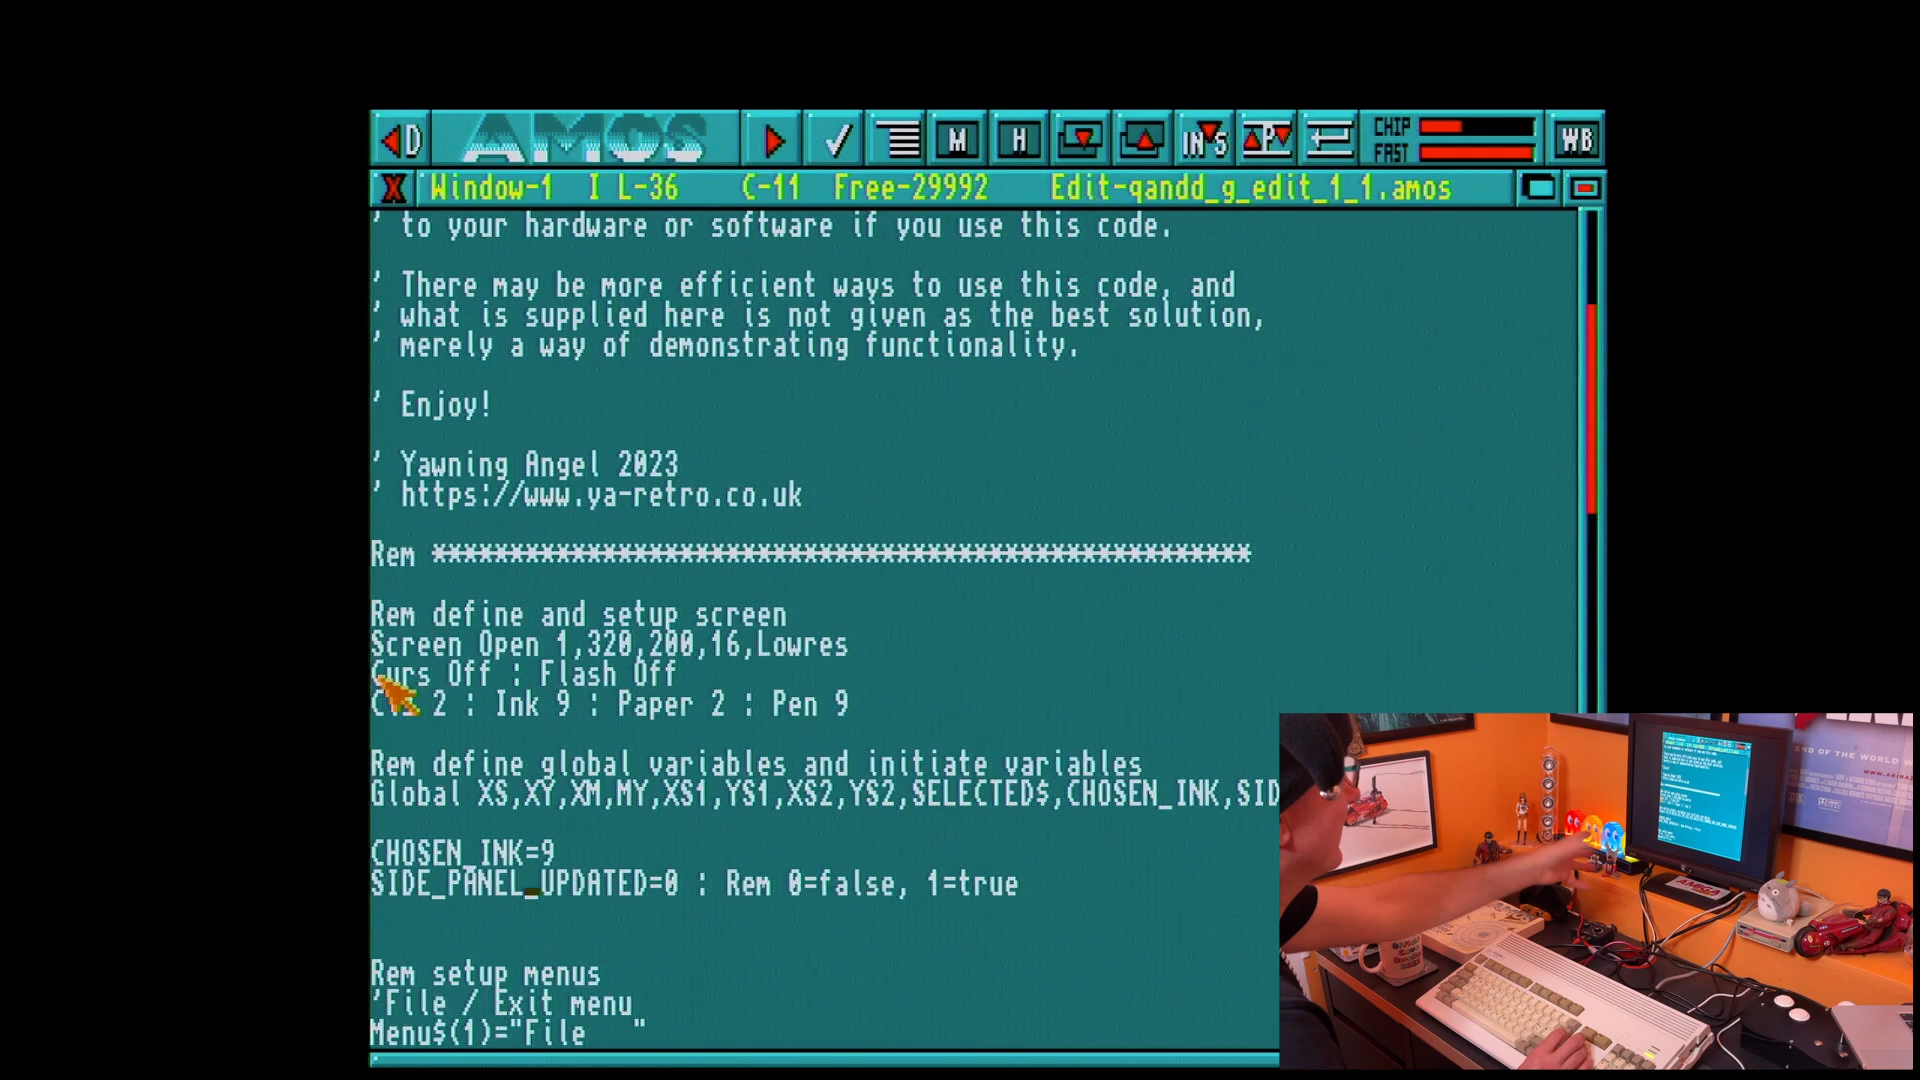 D AMOS M H INS P CHIP FAST WB
X Window-1 I L-36 C-11 Free-29992 Edit-qandd_g_edit_1_1.amos
' to your hardware or software if you use this code.
' There may be more efficient ways to use this code, and
' what is supplied here is not given as the best solution,
' merely a way of demonstrating functionality.
' Enjoy!
' Yawning Angel 2023
' https://www.ya-retro.co.uk
Rem *****************************************************
Rem define and setup screen
Screen Open 1,320,200,16,Lowres
Curs Off : Flash Off
2 : Ink 9 : Paper 2 : Pen 9
Rem define global variables and initiate variables
Global XS,XY,XM,MY,XS1,YS1,XS2,YS2,SELECTED$,CHOSEN_INK,SID
CHOSEN_INK=9
SIDE_PANEL_UPDATED=0 : Rem 0=false, 1=true
Rem setup menus
'File / Exit menu
Menu$(1)="File   "
END OF THE WORLD
AMIGA